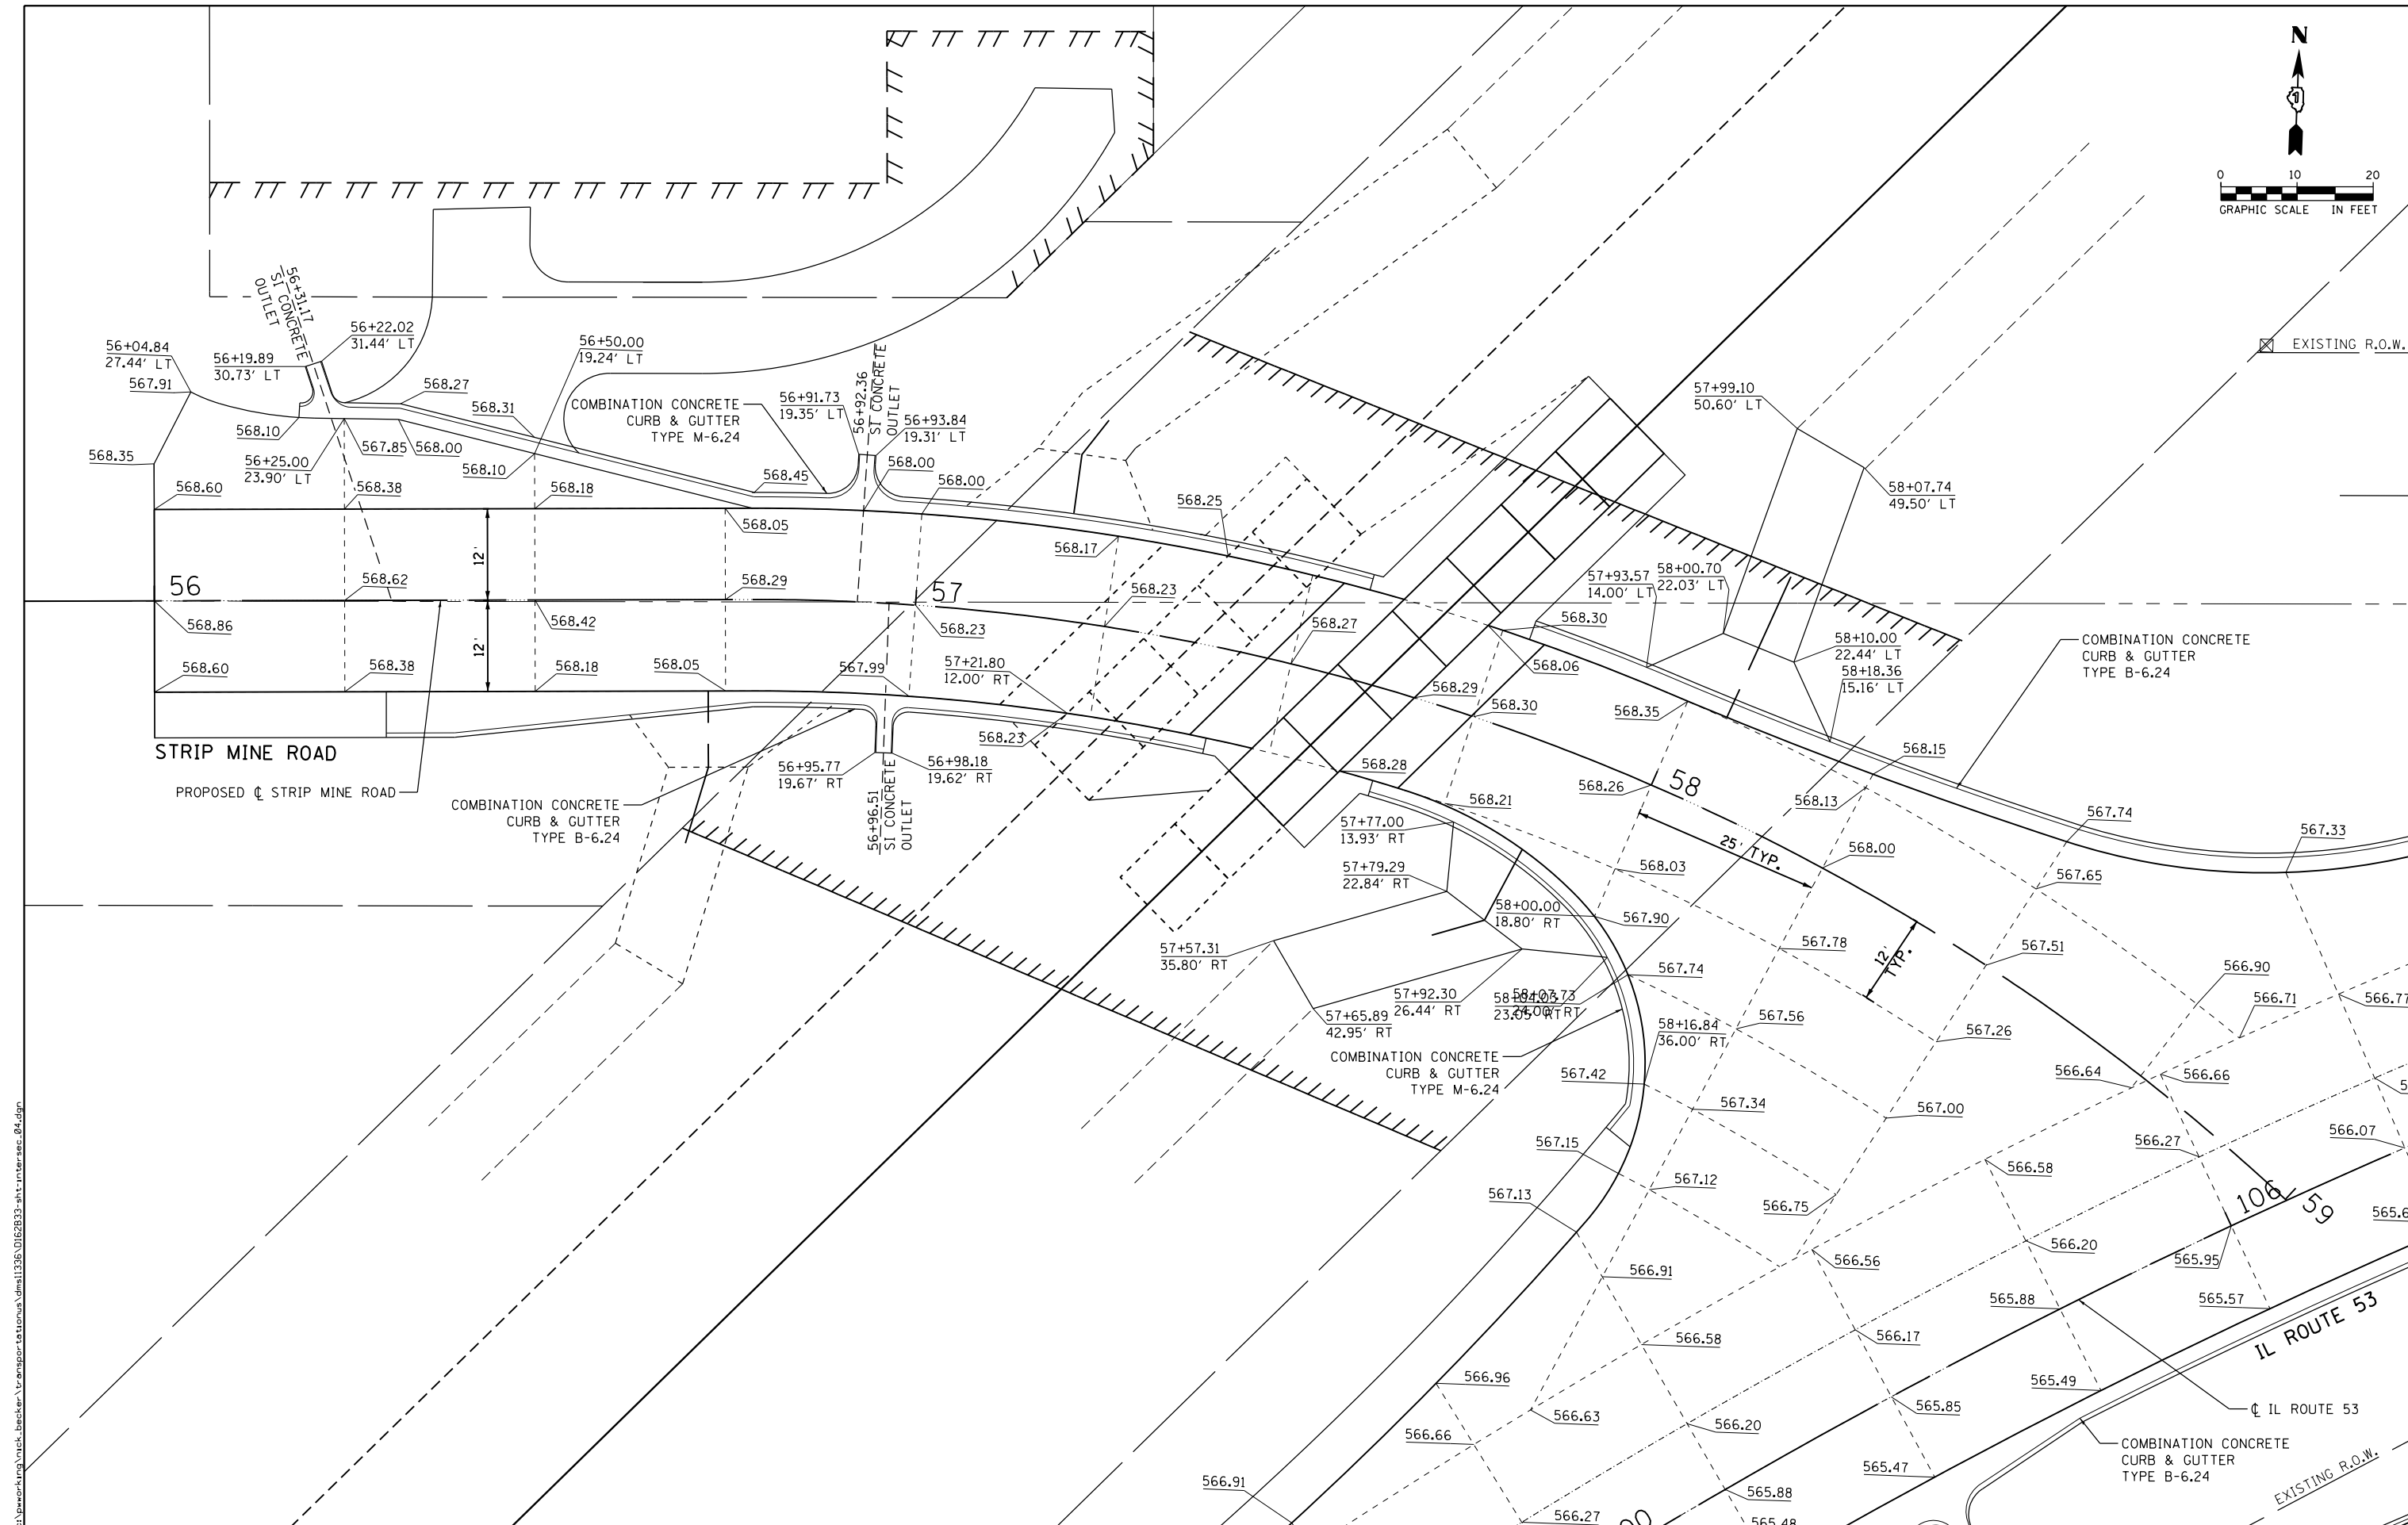 N
1
0 10 20
GRAPHIC SCALE IN FEET
EXISTING R.O.W.
56+31.17
SI CONCRETE
OUTLET
56+22.02
31.44' LT
56+04.84
27.44' LT
567.91
56+19.89
30.73' LT
56+50.00
19.24' LT
568.27
568.31
COMBINATION CONCRETE
CURB & GUTTER
TYPE M-6.24
56+91.73
19.35' LT
56+92.36
SI CONCRETE
OUTLET
56+93.84
19.31' LT
57+99.10
50.60' LT
568.35
568.10
56+25.00
23.90' LT
567.85
568.00
568.10
568.45
568.00
568.00
568.25
58+07.74
49.50' LT
568.60
568.38
568.18
568.05
568.17
12'
56
568.62
568.29
57
568.23
57+93.57
14.00' LT
58+00.70
22.03' LT
568.86
568.42
568.23
568.27
568.30
58+10.00
22.44' LT
COMBINATION CONCRETE
CURB & GUTTER
TYPE B-6.24
12'
568.60
568.38
568.18
568.05
567.99
57+21.80
12.00' RT
568.06
58+18.36
15.16' LT
568.29
568.30
568.35
STRIP MINE ROAD
568.23
568.15
56+95.77
19.67' RT
56+98.18
19.62' RT
568.28
568.26
58
PROPOSED ℄ STRIP MINE ROAD
COMBINATION CONCRETE
CURB & GUTTER
TYPE B-6.24
56+96.51
SI CONCRETE
OUTLET
568.21
568.13
567.74
567.33
57+77.00
13.93' RT
25' TYP.
568.00
57+79.29
22.84' RT
568.03
567.65
58+00.00
18.80' RT
567.90
567.78
12'
TYP.
567.51
57+57.31
35.80' RT
567.74
566.90
57+92.30
26.44' RT
58+07.73
24.00' RT
566.71
566.77
57+65.89
42.95' RT
58+16.84
36.00' RT
567.56
567.26
COMBINATION CONCRETE
CURB & GUTTER
TYPE M-6.24
567.42
566.64
566.66
567.34
567.00
567.15
566.27
566.07
567.13
567.12
566.75
566.58
106
59
566.91
566.56
566.20
565.95
565.88
565.57
IL ROUTE 53
566.58
566.17
566.96
565.49
566.63
566.20
565.85
℄ IL ROUTE 53
566.66
COMBINATION CONCRETE
CURB & GUTTER
TYPE B-6.24
566.91
565.47
565.88
EXISTING R.O.W.
566.27
565.48